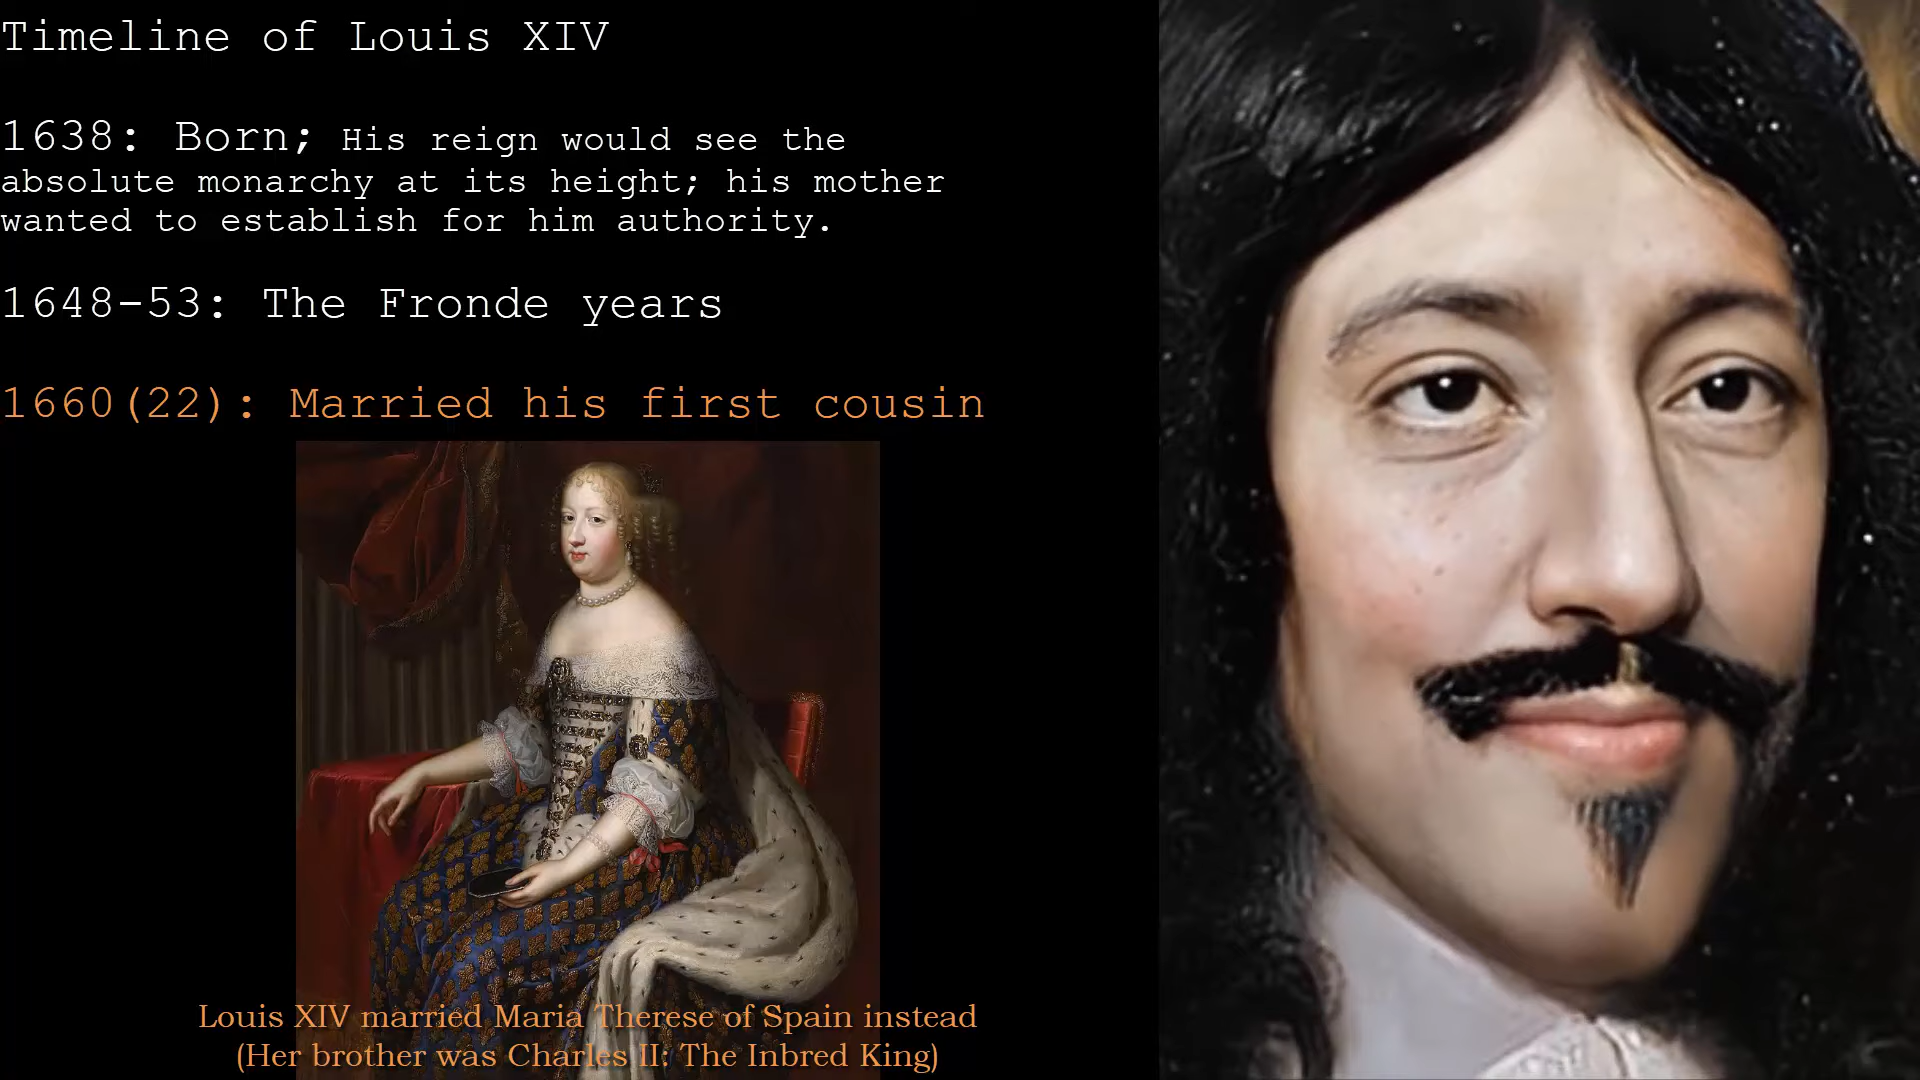 Timeline of Louis XIV
1638: Born; His reign would see the
absolute monarchy at its height; his mother
wanted to establish for him authority.
1648-53: The Fronde years
1660(22): Married his first cousin
Louis XIV married Maria Therese of Spain instead
(Her brother was Charles II: The Inbred King)